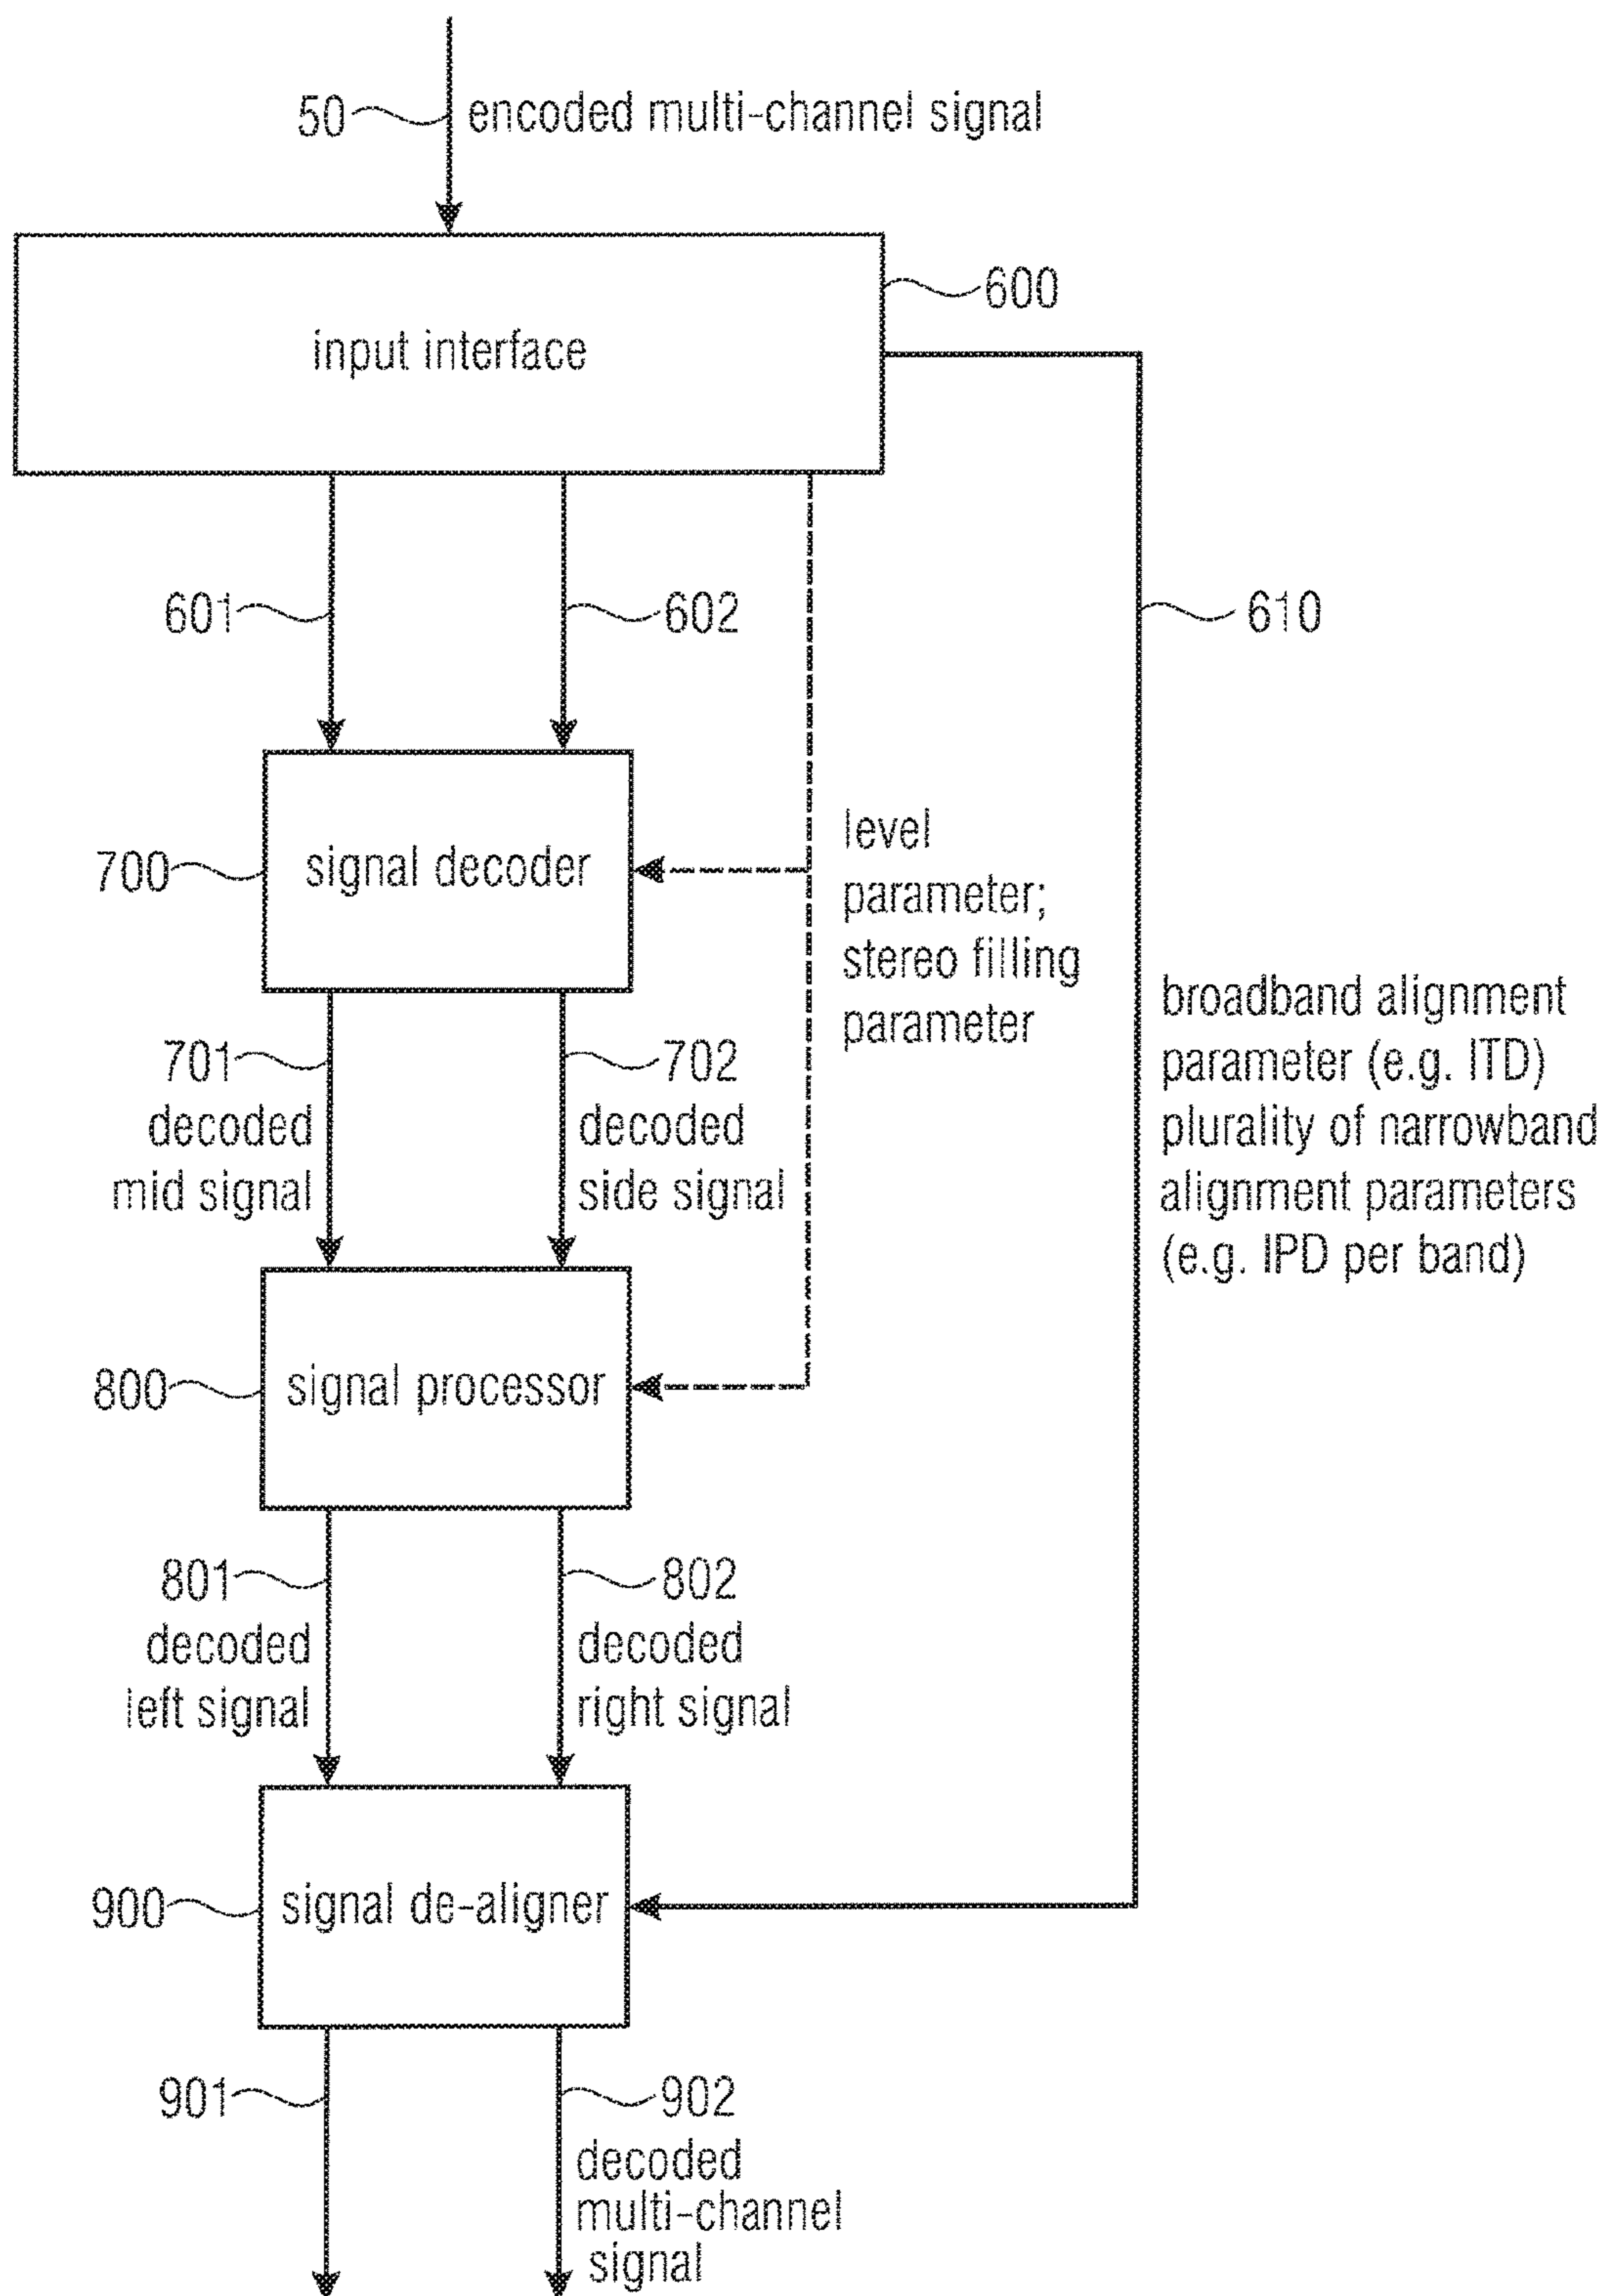 50
encoded multi-channel signal
600
input interface
601
602
610
level
parameter;
stereo filling
parameter
700
signal decoder
broadband alignment
parameter (e.g. ITD)
plurality of narrowband
alignment parameters
(e.g. IPD per band)
701
decoded
mid signal
702
decoded
side signal
800
signal processor
801
decoded
left signal
802
decoded
right signal
900
signal de-aligner
901
902
decoded
multi-channel
signal